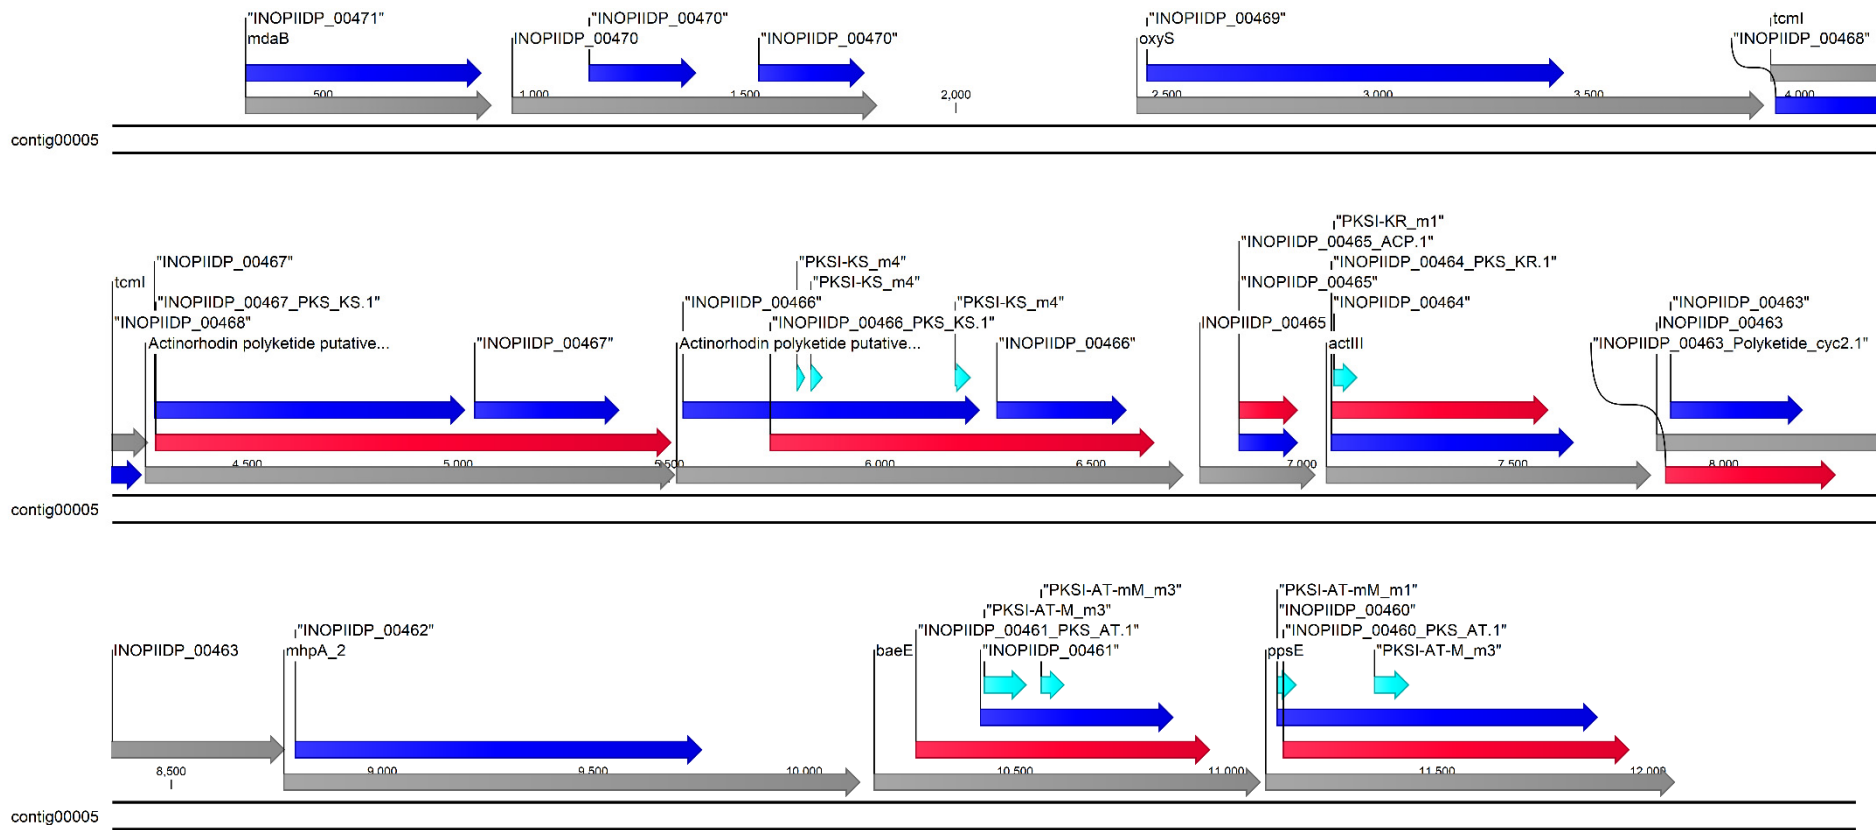 "INOPIIDP_00471" "INOPIIDP_00470" "INOPIIDP_00469" tcmI
mdaB INOPIIDP_00470 "INOPIIDP_00470" oxyS "INOPIIDP_00468"
500 1,000 1,500 2,000 2,500 3,000 3,500 4,000
contig00005
"PKSI-KR_m1"
"INOPIIDP_00465_ACP.1"
"INOPIIDP_00467" "PKSI-KS_m4" "INOPIIDP_00464_PKS_KR.1"
tcmI "PKSI-KS_m4" "INOPIIDP_00465"
"INOPIIDP_00467_PKS_KS.1" "INOPIIDP_00466" "PKSI-KS_m4" "INOPIIDP_00464" "INOPIIDP_00463"
"INOPIIDP_00468" "INOPIIDP_00466_PKS_KS.1" INOPIIDP_00465 INOPIIDP_00463
Actinorhodin polyketide putative... "INOPIIDP_00467" Actinorhodin polyketide putative... "INOPIIDP_00466" actIII "INOPIIDP_00463_Polyketide_cyc2.1"
4,500 5,000 5,500 6,000 6,500 7,000 7,500 8,000
contig00005
"PKSI-AT-mM_m3" "PKSI-AT-mM_m1"
"PKSI-AT-M_m3" "INOPIIDP_00460"
"INOPIIDP_00462" "INOPIIDP_00461_PKS_AT.1" "INOPIIDP_00460_PKS_AT.1"
INOPIIDP_00463 mhpA_2 baeE "INOPIIDP_00461" ppsE "PKSI-AT-M_m3"
8,500 9,000 9,500 10,000 10,500 11,000 11,500 12,000
contig00005